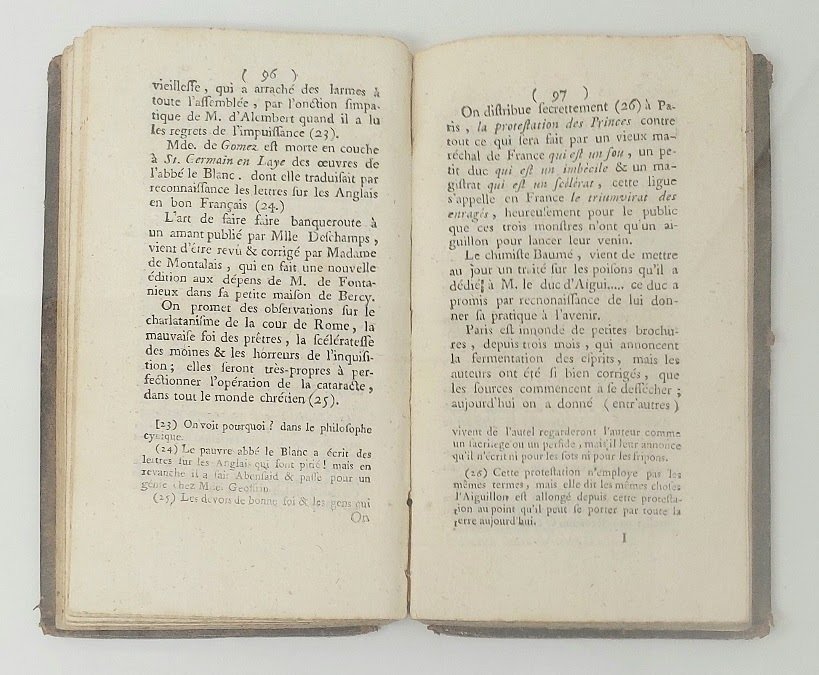 ( 96 )
vieilleſſe, qui a arraché des larmes à
toute l'aſſemblée, par l'onction ſimpa-
tique de M. d'Alembert quand il a lu
les regrets de l'impuiſſance (23).
Mde. de Gomez eſt morte en couche
à St. Germain en Laye des œuvres de
l'abbé le Blanc. dont elle traduiſait par
reconnaiſſance les lettres ſur les Anglais
en bon Français (24.)
L'art de faire faire banqueroute à
un amant publié par Mlle Deſchamps,
vient d'être revû & corrigé par Madame
de Montalais, qui en fait une nouvelle
édition aux dépens de M. de Fonta-
nieux dans ſa petite maiſon de Bercy.
On promet des obſervations ſur le
charlataniſme de la cour de Rome, la
mauvaiſe foi des prêtres, la ſcélérateſſe
des moines & les horreurs de l'inquiſi-
tion; elles ſeront très-propres à per-
fectionner l'opération de la cataracte,
dans tout le monde chrétien (25).
[23) On voit pourquoi? dans le philoſophe
cynique.
(24) Le pauvre abbé le Blanc a écrit des
lettres ſur les Anglais qui ſont pitié! mais en
revanche il a fait Abenſaid & paſſe pour un
génie chez Mde. Geoffrin.
(25) Les dévots de bonne foi & les gens qui
On
( 97 )
On diſtribue ſecrettement (26) à Pa-
ris, la proteſtation des Princes contre
tout ce qui ſera fait par un vieux ma-
réchal de France qui eſt un ſou, un pe-
tit duc qui eſt un imbécile & un ma-
giſtrat qui eſt un ſcélérat, cette ligue
s'appelle en France le triumvirat des
enragés, heureuſement pour le public
que ces trois monſtres n'ont qu'un ai-
guillon pour lancer leur venin.
Le chimiſte Baumé, vient de mettre
au jour un traité ſur les poiſons qu'il a
dédié à M. le duc d'Aigui..... ce duc a
promis par recnonaiſſance de lui don-
ner ſa pratique à l'avenir.
Paris eſt inondé de petites brochu-
res, depuis trois mois, qui annoncent
la fermentation des eſprits, mais les
auteurs ont été ſi bien corrigés, que
les ſources commencent a ſe deſſécher;
aujourd'hui on a donné (entr'autres)
vivent de l'autel regarderont l'auteur comme
un ſacrilege ou un perfide, mais il leur annonce
qu'il n'écrit ni pour les ſots ni pour les fripons.
(26) Cette proteſtation n'employe pas les
mêmes termes, mais elle dit les mêmes choſes
l'Aiguillon eſt allongé depuis cette proteſta-
tion au point qu'il peut ſe porter par toute la
terre aujourd'hui.
I